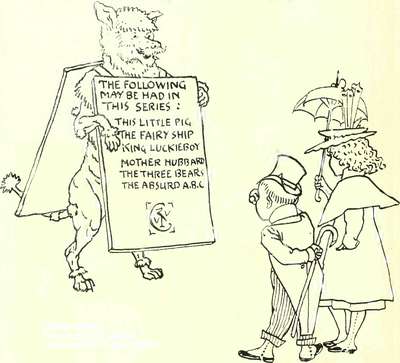 THE FOLLOWING
MAY BE HAD IN
THIS SERIES:
THIS LITTLE PIG
THE FAIRY SHIP
KING LUCKIEBOY
MOTHER HUBBARD
THE THREE BEARS
THE ABSURD A.B.C